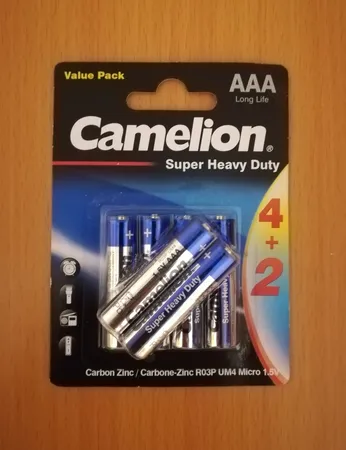 Value Pack
AAA
Long Life
Camelion®
Super Heavy Duty
4
+
2
Camelion
Super Heavy Duty
Carbon Zinc / Carbone-Zinc R03P UM4 Micro 1.5V